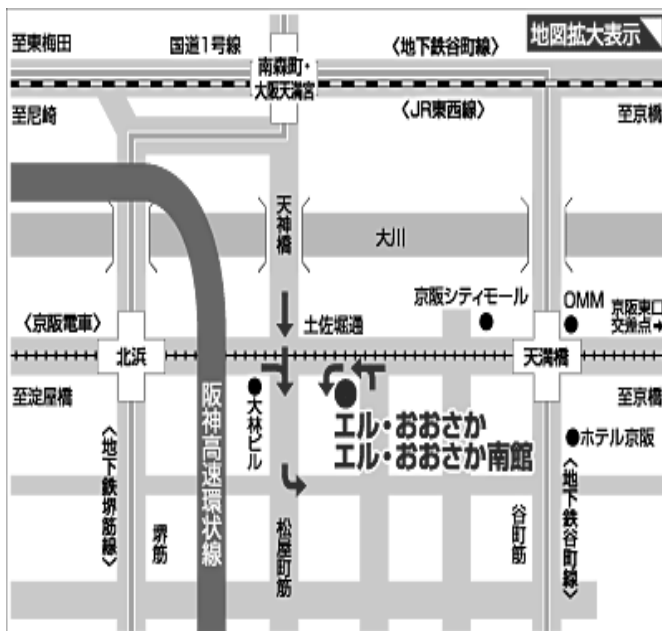 地図拡大表示
至東梅田
国道1号線
〈地下鉄谷町線〉
南森町・
大阪天満宮
至尼崎
〈JR東西線〉
至京橋
天神橋
大川
京阪シティモール
OMM
京阪東口
交差点➡
〈京阪電車〉
土佐堀通
北浜
天満橋
至淀屋橋
大林ビル
至京橋
エル・おおさか
エル・おおさか南館
ホテル京阪
阪神高速環状線
〈地下鉄堺筋線〉
堺筋
松屋町筋
谷町筋
〈地下鉄谷町線〉